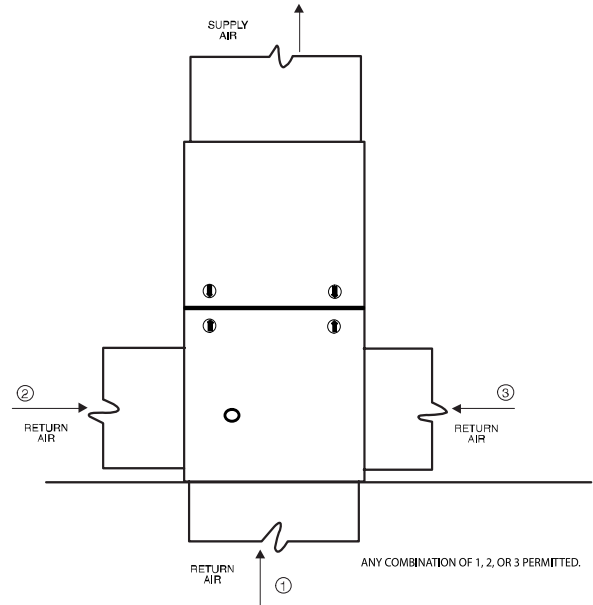 SUPPLY
AIR
②
③
RETURN
AIR
RETURN
AIR
ANY COMBINATION OF 1, 2, OR 3 PERMITTED.
RETURN
AIR
①